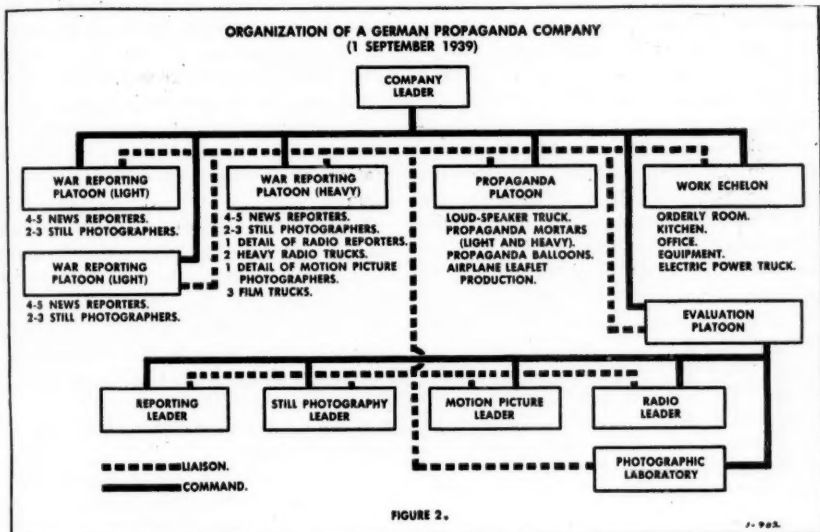 ORGANIZATION OF A GERMAN PROPAGANDA COMPANY
(1 SEPTEMBER 1939)
COMPANY
LEADER
WAR REPORTING
PLATOON (LIGHT)
4-5 NEWS REPORTERS.
2-3 STILL PHOTOGRAPHERS.
WAR REPORTING
PLATOON (LIGHT)
4-5 NEWS REPORTERS.
2-3 STILL PHOTOGRAPHERS.
WAR REPORTING
PLATOON (HEAVY)
4-5 NEWS REPORTERS.
2-3 STILL PHOTOGRAPHERS.
1 DETAIL OF RADIO REPORTERS.
2 HEAVY RADIO TRUCKS.
1 DETAIL OF MOTION PICTURE
PHOTOGRAPHERS.
3 FILM TRUCKS.
PROPAGANDA
PLATOON
LOUD-SPEAKER TRUCK.
PROPAGANDA MORTARS
(LIGHT AND HEAVY).
PROPAGANDA BALLOONS.
AIRPLANE LEAFLET
PRODUCTION.
WORK ECHELON
ORDERLY ROOM.
KITCHEN.
OFFICE.
EQUIPMENT.
ELECTRIC POWER TRUCK.
EVALUATION
PLATOON
REPORTING
LEADER
STILL PHOTOGRAPHY
LEADER
MOTION PICTURE
LEADER
RADIO
LEADER
PHOTOGRAPHIC
LABORATORY
LIAISON.
COMMAND.
FIGURE 2.